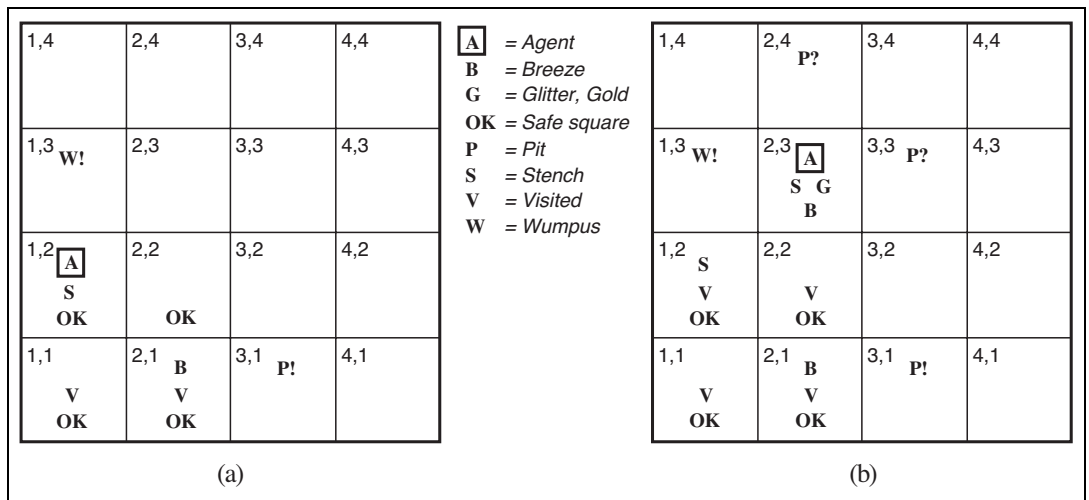 1,4 2,4 3,4 4,4
1,3 W! 2,3 3,3 4,3
1,2 A 2,2 3,2 4,2
S
OK OK
1,1 2,1 B 3,1 P! 4,1
V V
OK OK
(a)
A = Agent
B = Breeze
G = Glitter, Gold
OK = Safe square
P = Pit
S = Stench
V = Visited
W = Wumpus
1,4 2,4 P? 3,4 4,4
1,3 W! 2,3 A 3,3 P? 4,3
S G
B
1,2 S 2,2 3,2 4,2
V V
OK OK
1,1 2,1 B 3,1 P! 4,1
V V
OK OK
(b)